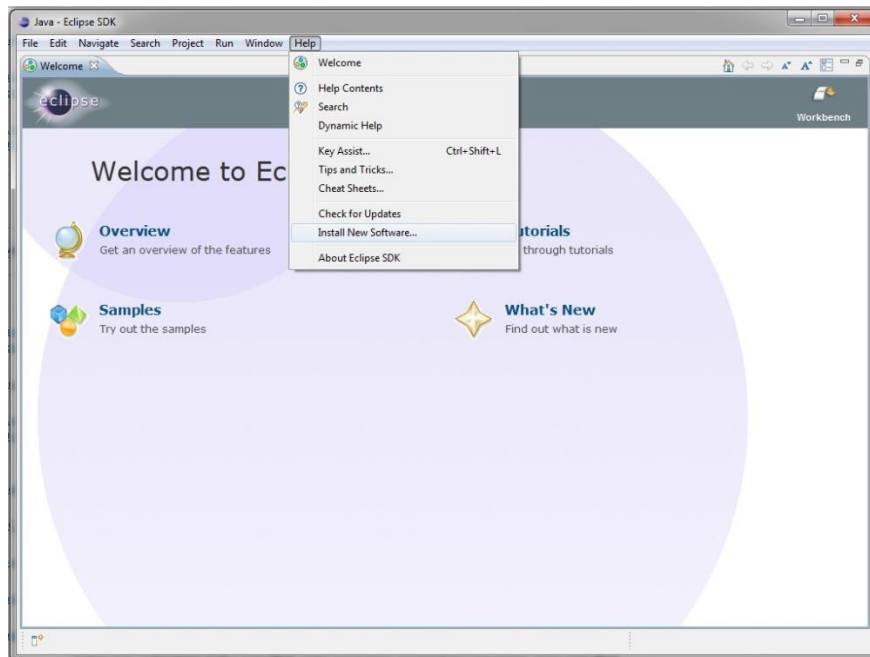 Java - Eclipse SDK
File Edit Navigate Search Project Run Window Help
Welcome
eclipse
Workbench
Welcome
Help Contents
Search
Dynamic Help
Key Assist... Ctrl+Shift+L
Tips and Tricks...
Cheat Sheets...
Check for Updates
Install New Software...
About Eclipse SDK
Welcome to Ec
Overview
Get an overview of the features
utorials
through tutorials
Samples
Try out the samples
What's New
Find out what is new